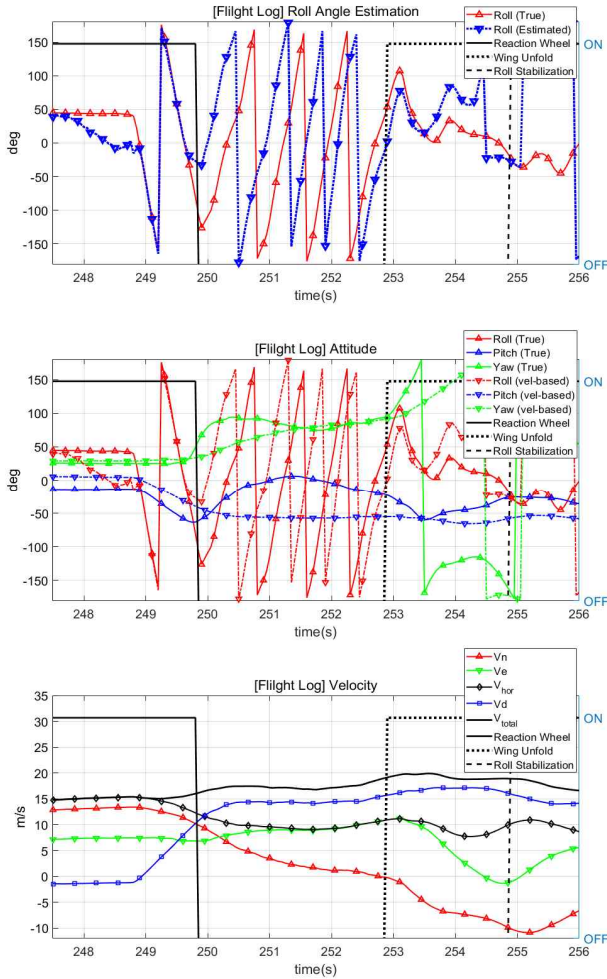 [Fliight Log] Roll Angle Estimation
Roll (True)
Roll (Estimated)
Reaction Wheel
Wing Unfold
Roll Stabilization
150
100
50
0
-50
-100
-150
deg
ON
OFF
248 249 250 251 252 253 254 255 256
time(s)
[Fliight Log] Attitude
Roll (True)
Pitch (True)
Yaw (True)
Roll (vel-based)
Pitch (vel-based)
Yaw (vel-based)
Reaction Wheel
Wing Unfold
Roll Stabilization
150
100
50
0
-50
-100
-150
deg
ON
OFF
248 249 250 251 252 253 254 255 256
time(s)
[Fliight Log] Velocity
Vn
Ve
V_hor
Vd
V_total
Reaction Wheel
Wing Unfold
Roll Stabilization
35
30
25
20
15
10
5
0
-5
-10
m/s
ON
OFF
248 249 250 251 252 253 254 255 256
time(s)